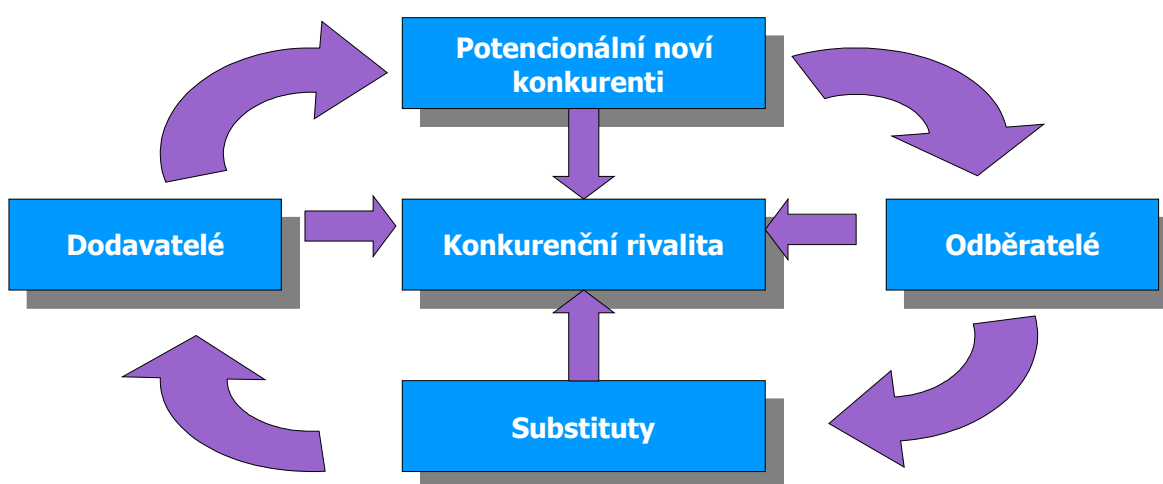 Potencionální noví
konkurenti
Dodavatelé
Konkurenční rivalita
Odběratelé
Substituty